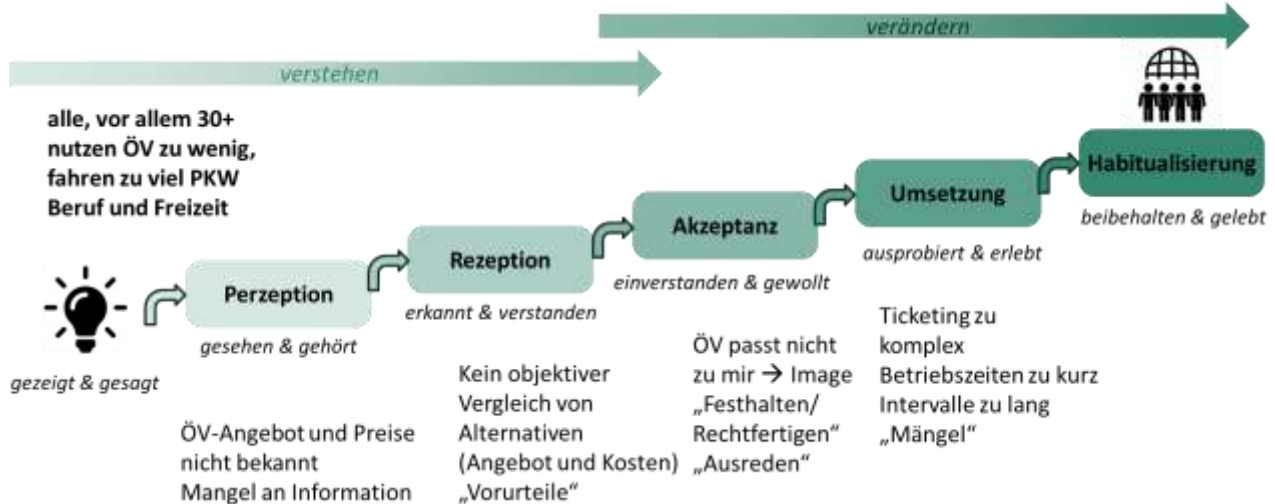 verändern
verstehen
alle, vor allem 30+
nutzen ÖV zu wenig,
fahren zu viel PKW
Beruf und Freizeit
gezeigt & gesagt
Perzeption
gesehen & gehört
ÖV-Angebot und Preise
nicht bekannt
Mangel an Information
Rezeption
erkannt & verstanden
Kein objektiver
Vergleich von
Alternativen
(Angebot und Kosten)
„Vorurteile“
Akzeptanz
einverstanden & gewollt
ÖV passt nicht
zu mir → Image
„Festhalten/
Rechtfertigen“
„Ausreden“
Umsetzung
ausprobiert & erlebt
Ticketing zu
komplex
Betriebszeiten zu kurz
Intervalle zu lang
„Mängel“
Habitualisierung
beibehalten & gelebt